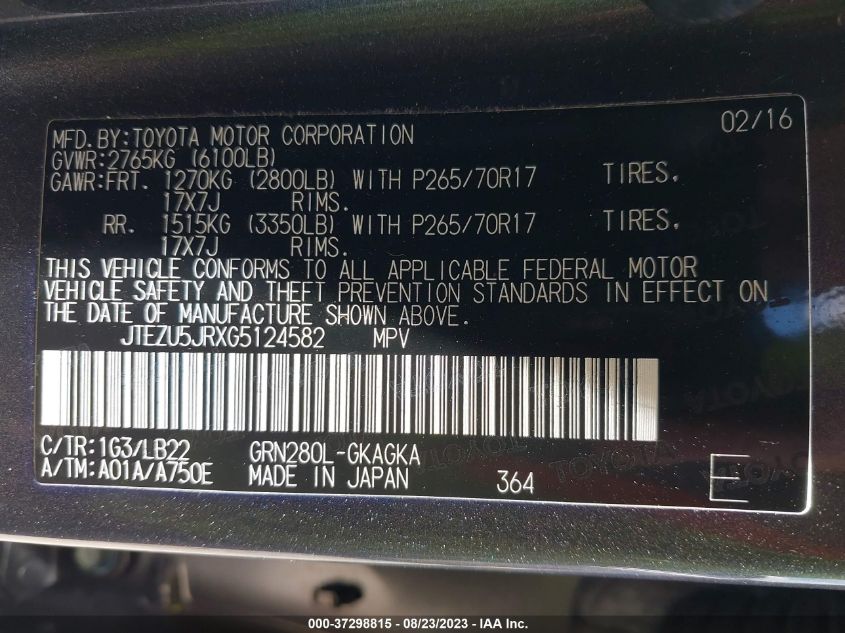 02/16
MFD.BY:TOYOTA MOTOR CORPORATION
GVWR:2765KG (6100LB)
GAWR:FRT. 1270KG (2800LB) WITH P265/70R17 TIRES,
17X7J RIMS.
RR. 1515KG (3350LB) WITH P265/70R17 TIRES,
17X7J RIMS.
THIS VEHICLE CONFORMS TO ALL APPLICABLE FEDERAL MOTOR
VEHICLE SAFETY AND THEFT PREVENTION STANDARDS IN EFFECT ON
THE DATE OF MANUFACTURE SHOWN ABOVE.
JTEZU5JRXG5124582 MPV
C/TR:1G3/LB22 GRN280L-GKAGKA
A/TM:A01A/A750E MADE IN JAPAN 364 E
000-37298815 / 08/23/2023 - IAA Inc.